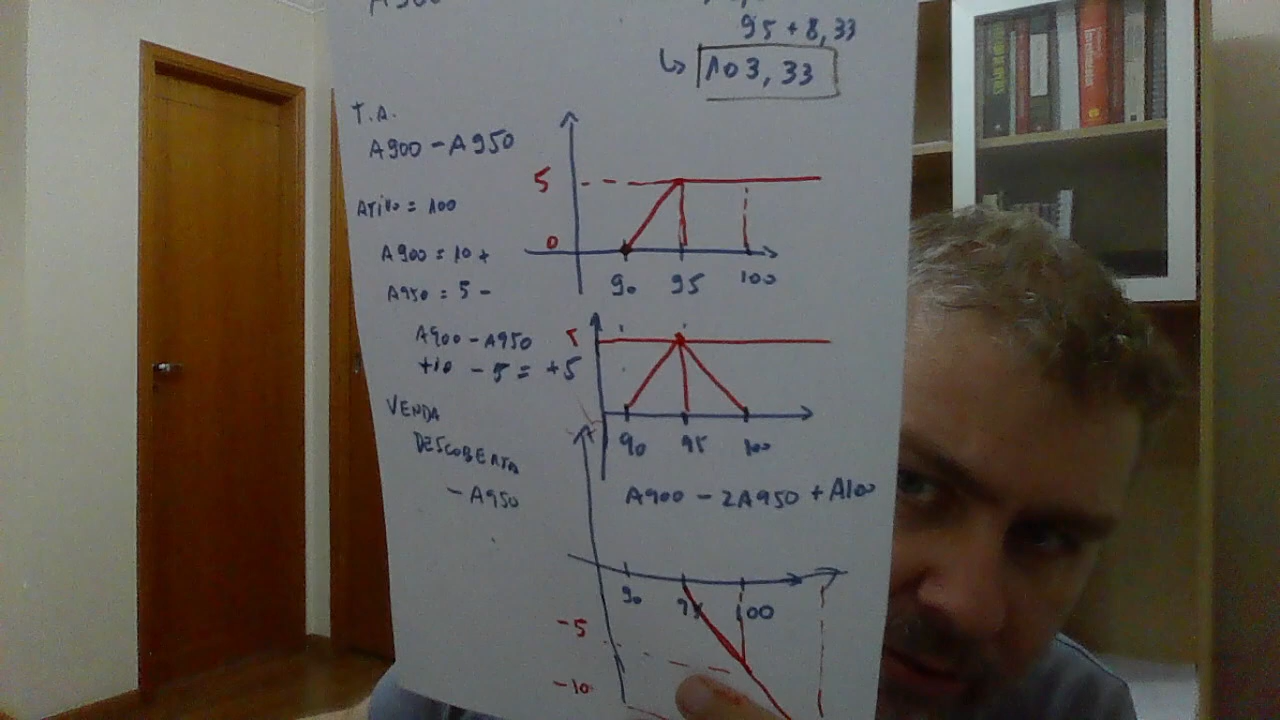 95 + 8,33
↳ 103,33
T.A.
A900 - A950
5
Ativo = 100
0
A900 = 10 +
90 95 100
A950 = 5 -
A900 - A950
5
+10 - 5 = +5
VENDA
DESCOBERTA
90 95 100
- A950
A900 - 2A950 + A100
90 95 100
-5
-10